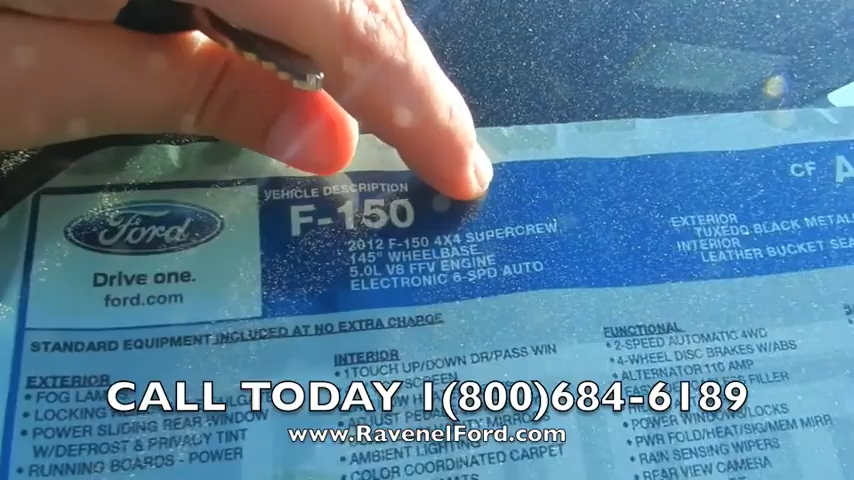 VEHICLE DESCRIPTION
F-150
2012 F-150 4X4 SUPERCREW
145" WHEELBASE
5.0L V8 FFV ENGINE
ELECTRONIC 6-SPD AUTO
CF
EXTERIOR
TUXEDO BLACK METAL
INTERIOR
LEATHER BUCKET SEA
Ford
Drive one.
ford.com
STANDARD EQUIPMENT INCLUDED AT NO EXTRA CHARGE
EXTERIOR
• FOG LAM
• LOCKING
• POWER SLIDING REAR WINDOW
W/DEFROST & PRIVACY TINT
• RUNNING BOARDS - POWER
INTERIOR
• 1TOUCH UP/DOWN DR/PASS WIN
• AMBIENT LIGHTING
• COLOR COORDINATED CARPET
FUNCTIONAL
• 2-SPEED AUTOMATIC 4WD
• 4-WHEEL DISC BRAKES W/ABS
• ALTERNATOR 110 AMP
FILLER
• POWER WINDOWS/LOCKS
• PWR FOLD/HEAT/SIG/MEM MIRR
• RAIN SENSING WIPERS
• REAR VIEW CAMERA
CALL TODAY 1(800)684-6189
www.RavenelFord.com